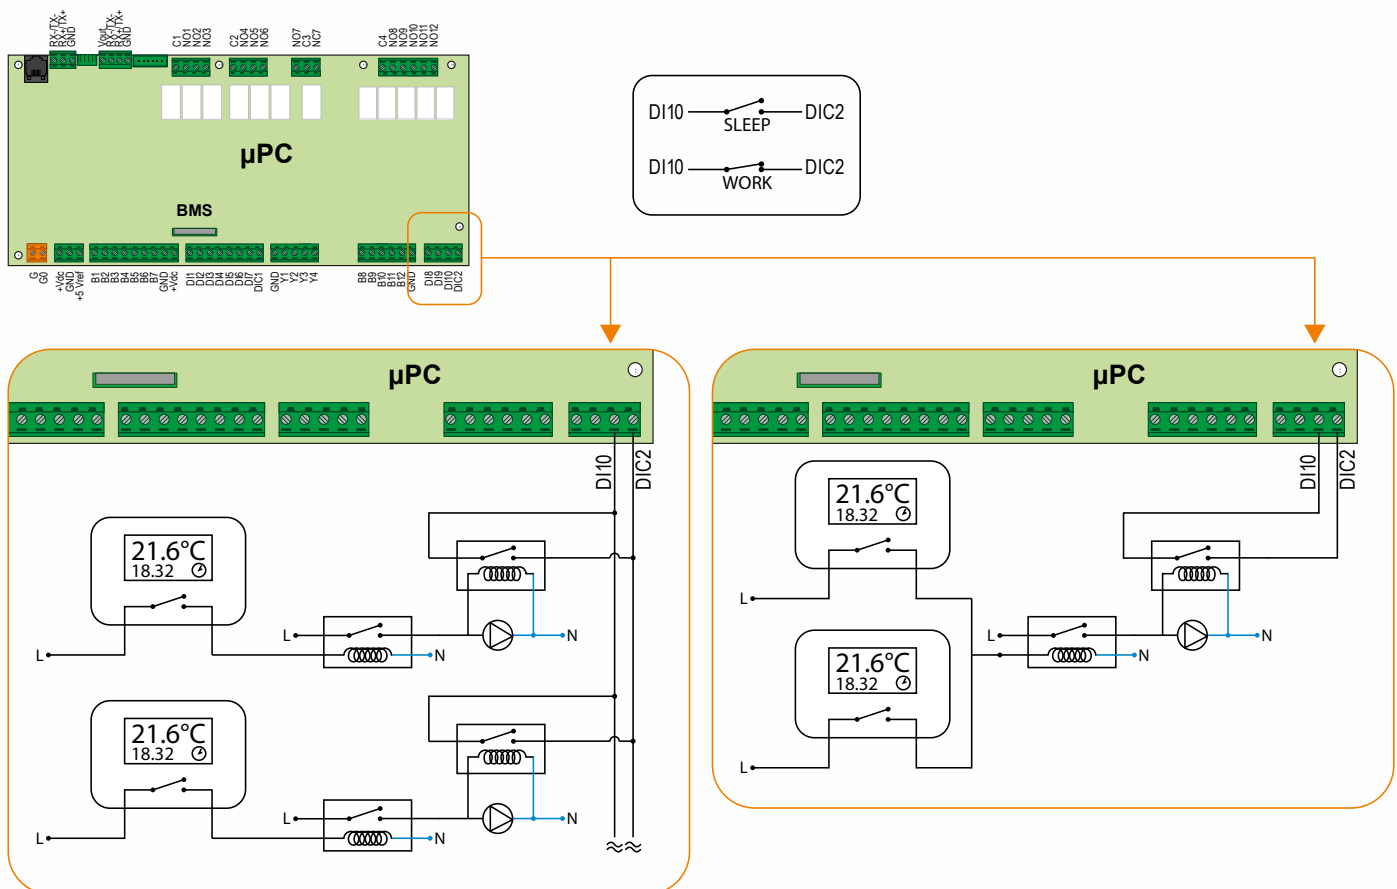 RX-/TX-
RX+/TX+
GND
Vout
RX-/TX-
RX+/TX+
GND
C1
NO1
NO2
NO3
C2
NO4
NO5
NO6
NO7
C3
NC7
C4
NO8
NO9
NO10
NO11
NO12
µPC
BMS
G
G0
+Vdc
GND
+5 Vref
B1
B2
B3
B4
B5
B6
B7
GND
+Vdc
DI1
DI2
DI3
DI4
DI5
DI6
DI7
DIC1
GND
Y1
Y2
Y3
Y4
B8
B9
B10
B11
B12
GND
DI8
DI9
DI10
DIC2
DI10 DIC2
SLEEP
DI10 DIC2
WORK
µPC
DI10
DIC2
21.6°C
18.32
L
L
N
N
21.6°C
18.32
L
L
N
N
≈≈
µPC
DI10
DIC2
21.6°C
18.32
L
21.6°C
18.32
L
L
N
N